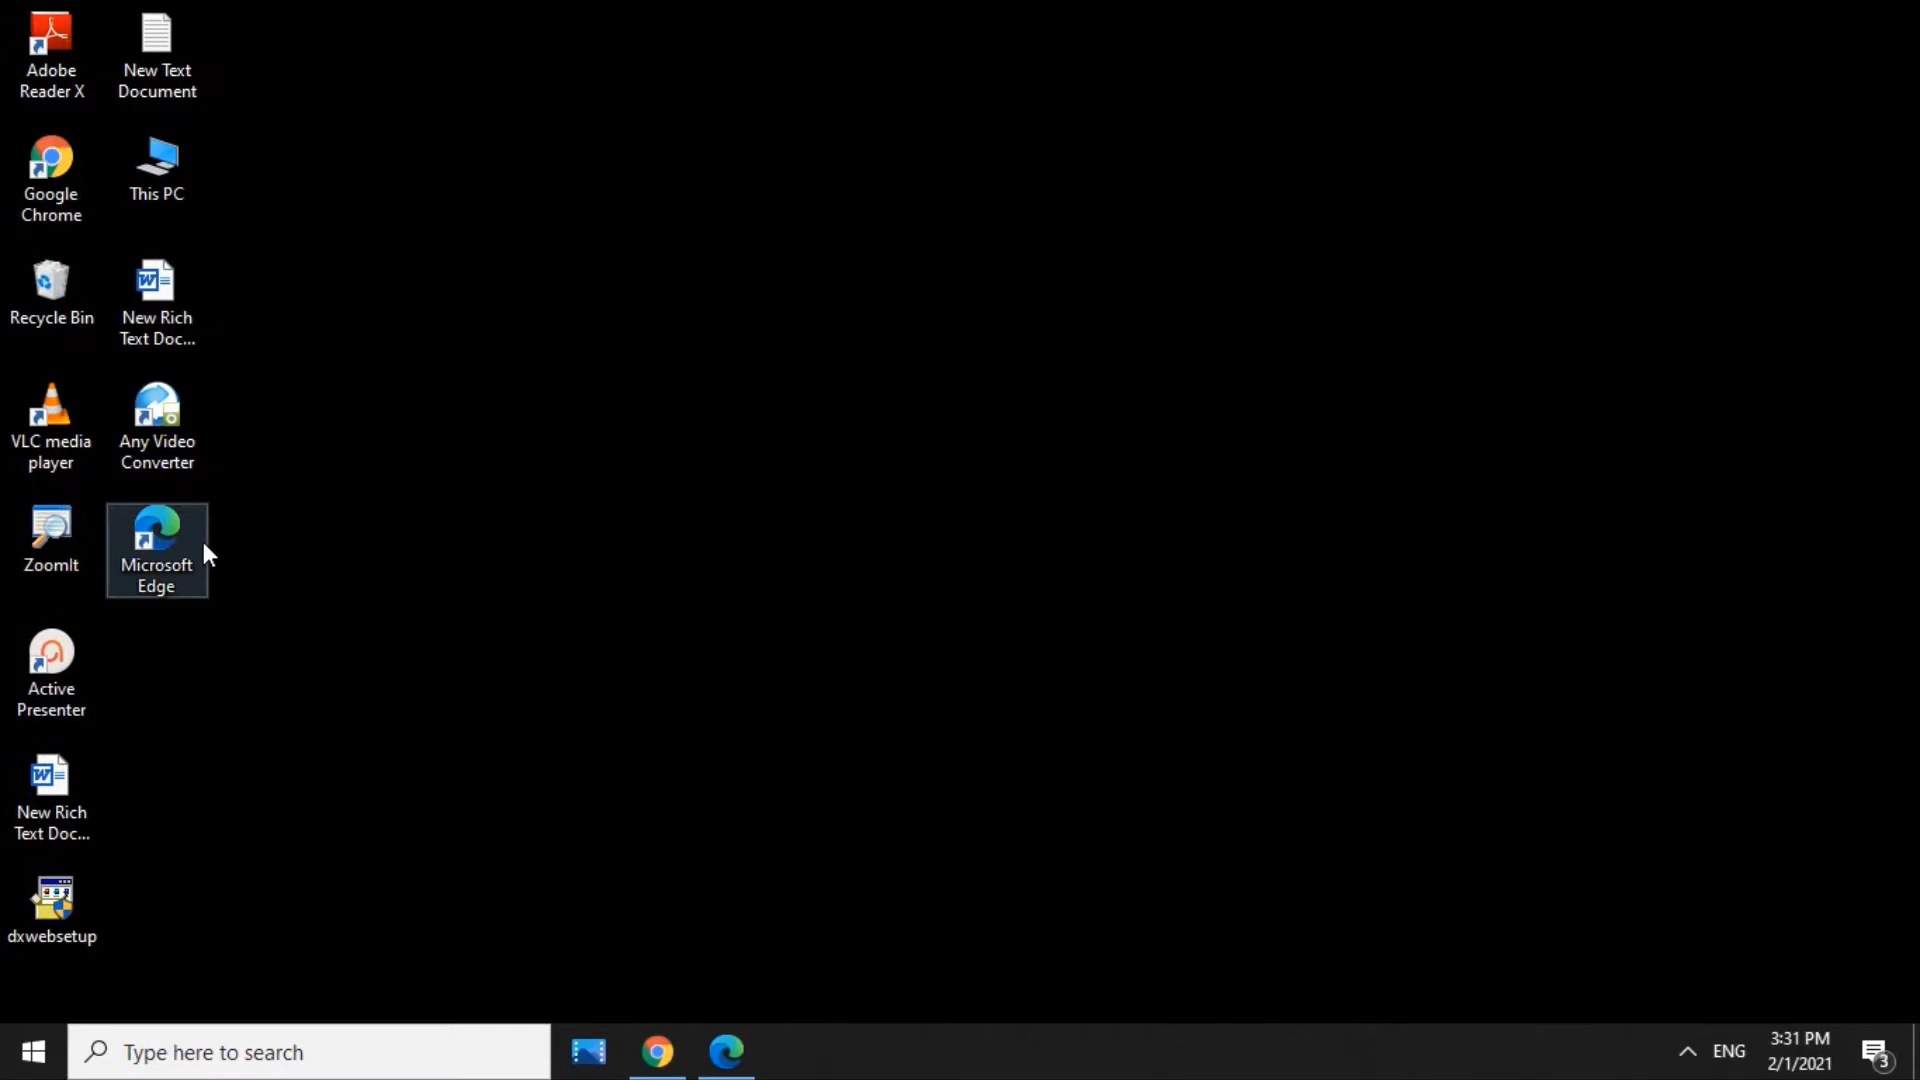 Adobe
Reader X
New Text
Document
Google
Chrome
This PC
Recycle Bin
New Rich
Text Doc...
VLC media
player
Any Video
Converter
ZoomIt
Microsoft
Edge
Active
Presenter
New Rich
Text Doc...
dxwebsetup
Type here to search
ENG
3:31 PM
2/1/2021
3